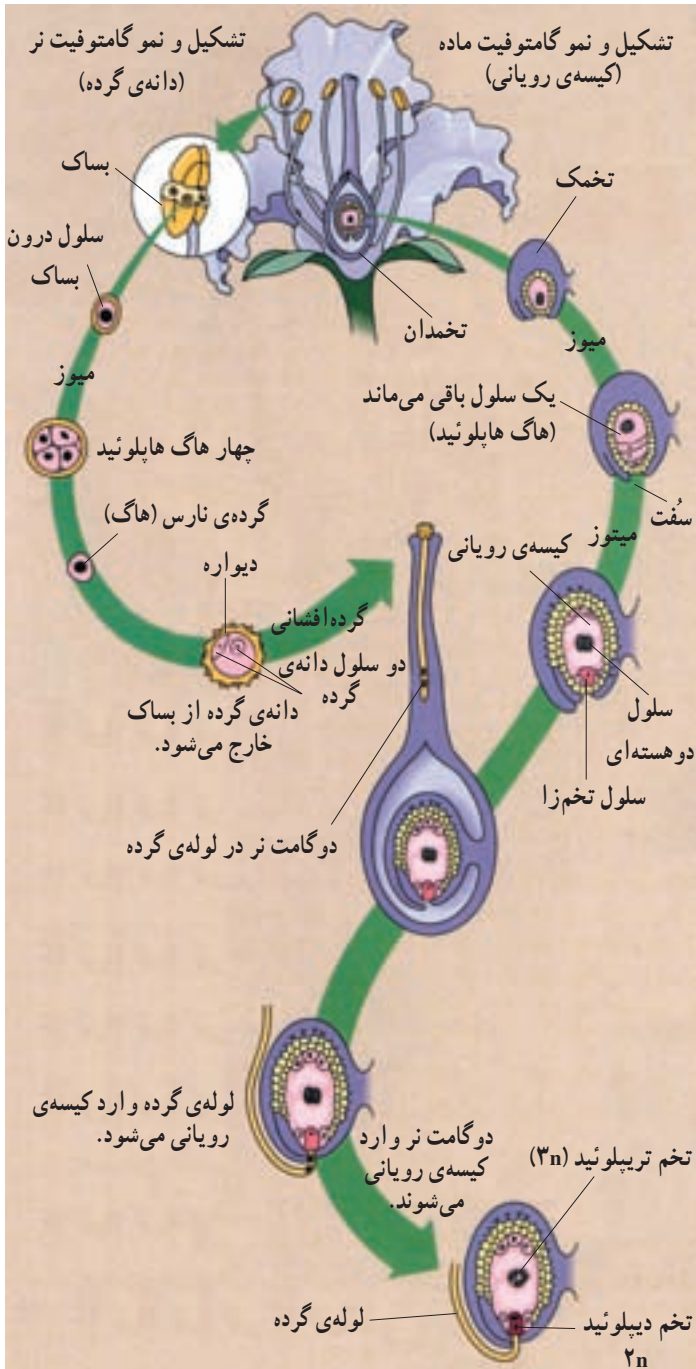 تشکیل و نمو گامتوفیت ماده
(کیسه‌ی رویانی)
تشکیل و نمو گامتوفیت نر
(دانه‌ی گرده)
بساک
سلول درون
بساک
میوز
چهار هاگ هاپلوئید
گرده‌ی نارس (هاگ)
دیواره
گرده‌افشانی
دو سلول دانه‌ی
گرده
دانه‌ی گرده از بساک
خارج می‌شود.
تخمدان
تخمک
میوز
یک سلول باقی می‌ماند
(هاگ هاپلوئید)
سُفت
میتوز
کیسه‌ی رویانی
سلول
دوهسته‌ای
سلول تخم‌زا
دوگامت نر در لوله‌ی گرده
لوله‌ی گرده وارد کیسه‌ی
رویانی می‌شود.
دوگامت نر وارد
کیسه‌ی رویانی
می‌شوند.
تخم تریپلوئید (۳n)
لوله‌ی گرده
تخم دیپلوئید
۲n